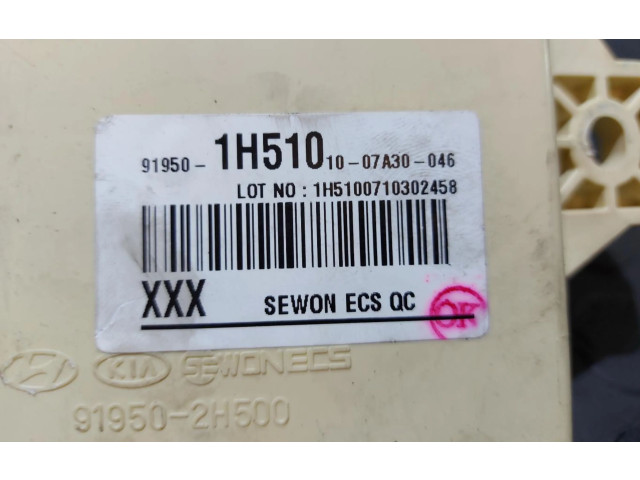 91950- 1H510 10-07A30-046
LOT NO : 1H5100710302458
XXX SEWON ECS QC
OK
KIA SEWONECS
91950-2H500